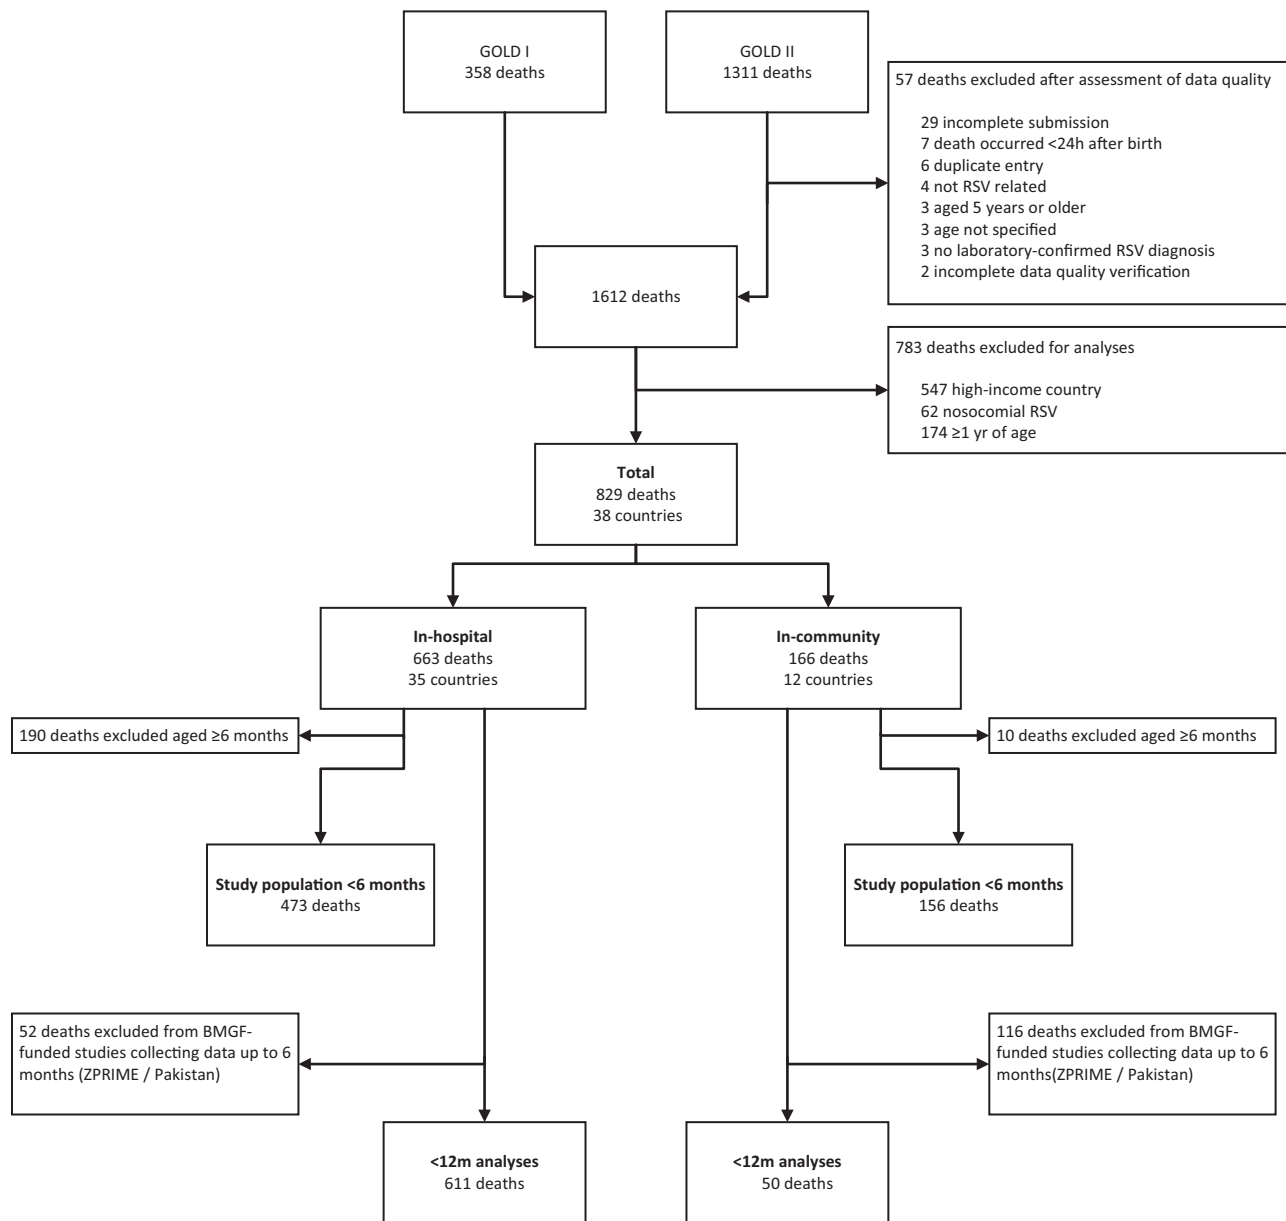 GOLD I
358 deaths
GOLD II
1311 deaths
57 deaths excluded after assessment of data quality
29 incomplete submission
7 death occurred <24h after birth
6 duplicate entry
4 not RSV related
3 aged 5 years or older
3 age not specified
3 no laboratory-confirmed RSV diagnosis
2 incomplete data quality verification
1612 deaths
783 deaths excluded for analyses
547 high-income country
62 nosocomial RSV
174 ≥1 yr of age
Total
829 deaths
38 countries
In-hospital
663 deaths
35 countries
In-community
166 deaths
12 countries
190 deaths excluded aged ≥6 months
10 deaths excluded aged ≥6 months
Study population <6 months
473 deaths
Study population <6 months
156 deaths
52 deaths excluded from BMGF-
funded studies collecting data up to 6
months (ZPRIME / Pakistan)
116 deaths excluded from BMGF-
funded studies collecting data up to 6
months(ZPRIME / Pakistan)
<12m analyses
611 deaths
<12m analyses
50 deaths